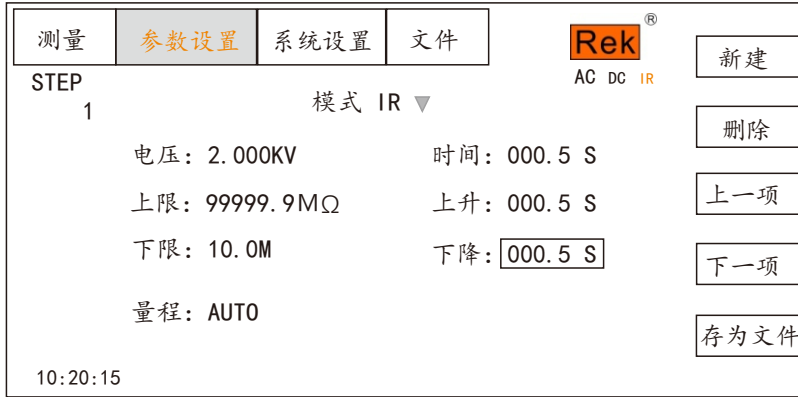 测量 参数设置 系统设置 文件 Rek® 新建
STEP AC DC IR
1 模式 IR ▼
删除
电压: 2.000KV 时间: 000.5 S
上限: 99999.9MΩ 上升: 000.5 S 上一项
下限: 10.0M 下降: 000.5 S 下一项
量程: AUTO
存为文件
10:20:15